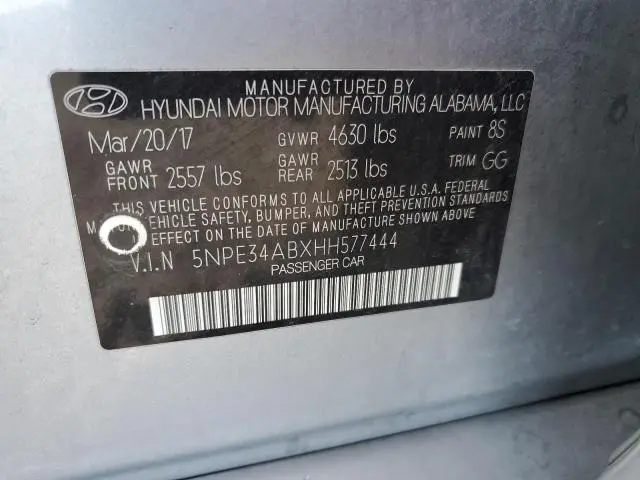 MANUFACTURED BY
HYUNDAI MOTOR MANUFACTURING ALABAMA, LLC
Mar/20/17 GVWR 4630 lbs PAINT 8S
GAWR FRONT 2557 lbs GAWR REAR 2513 lbs TRIM GG
THIS VEHICLE CONFORMS TO ALL APPLICABLE U.S.A. FEDERAL
VEHICLE SAFETY, BUMPER, AND THEFT PREVENTION STANDARDS
EFFECT ON THE DATE OF MANUFACTURE SHOWN ABOVE.
V.I.N 5NPE34ABXHH577444
PASSENGER CAR